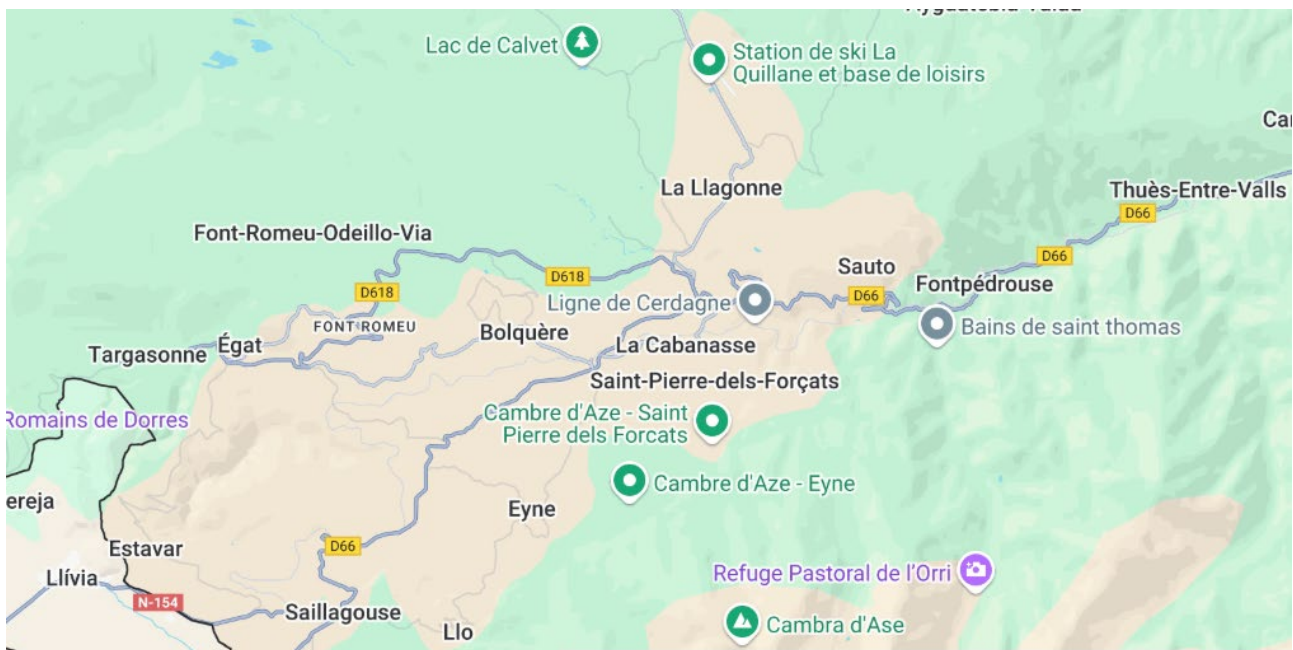 Lac de Calvet
Station de ski La
Quillane et base de loisirs
Car
La Llagonne
Thuès-Entre-Valls
D66
Font-Romeu-Odeillo-Via
D66
Sauto
D618
Fontpédrouse
D618
D66
Ligne de Cerdagne
FONT ROMEU
Bolquère
Bains de saint thomas
Targasonne
Égat
La Cabanasse
Saint-Pierre-dels-Forçats
Romains de Dorres
Cambre d'Aze - Saint
Pierre dels Forcats
Cambre d'Aze - Eyne
ereja
Eyne
Estavar
D66
Llívia
Refuge Pastoral de l'Orri
N-154
Saillagouse
Llo
Cambra d'Ase